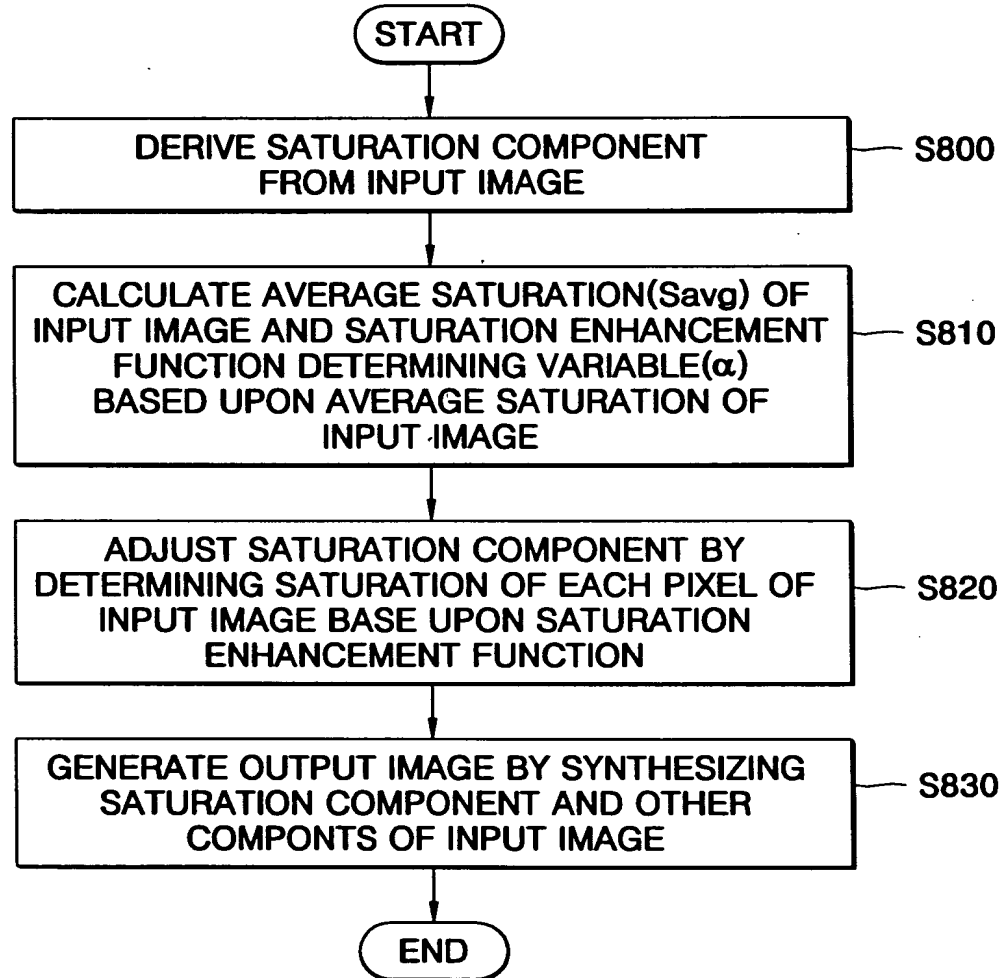 START
DERIVE SATURATION COMPONENT
FROM INPUT IMAGE
S800
CALCULATE AVERAGE SATURATION(Savg) OF
INPUT IMAGE AND SATURATION ENHANCEMENT
FUNCTION DETERMINING VARIABLE(α)
BASED UPON AVERAGE SATURATION OF
INPUT IMAGE
S810
ADJUST SATURATION COMPONENT BY
DETERMINING SATURATION OF EACH PIXEL OF
INPUT IMAGE BASE UPON SATURATION
ENHANCEMENT FUNCTION
S820
GENERATE OUTPUT IMAGE BY SYNTHESIZING
SATURATION COMPONENT AND OTHER
COMPONTS OF INPUT IMAGE
S830
END